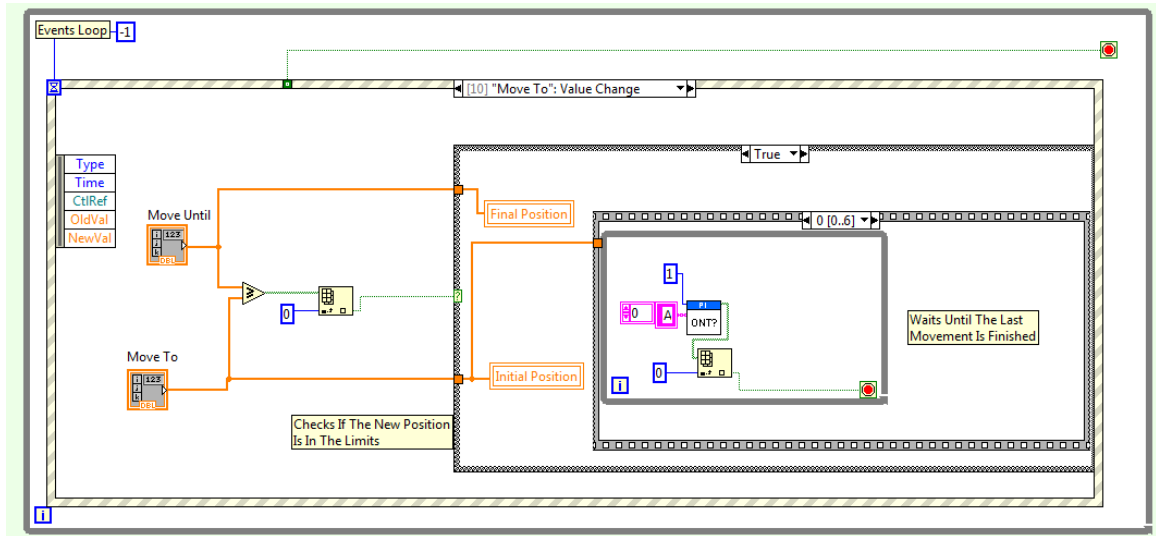 Events Loop
-1
[10] "Move To": Value Change
True
Type
Time
CtlRef
OldVal
NewVal
Move Until
123
DBL
Final Position
0 [0..6]
1
PI
ONT?
0
A
0
?
0
Waits Until The Last
Movement Is Finished
Move To
123
DBL
Initial Position
i
Checks If The New Position
Is In The Limits
i